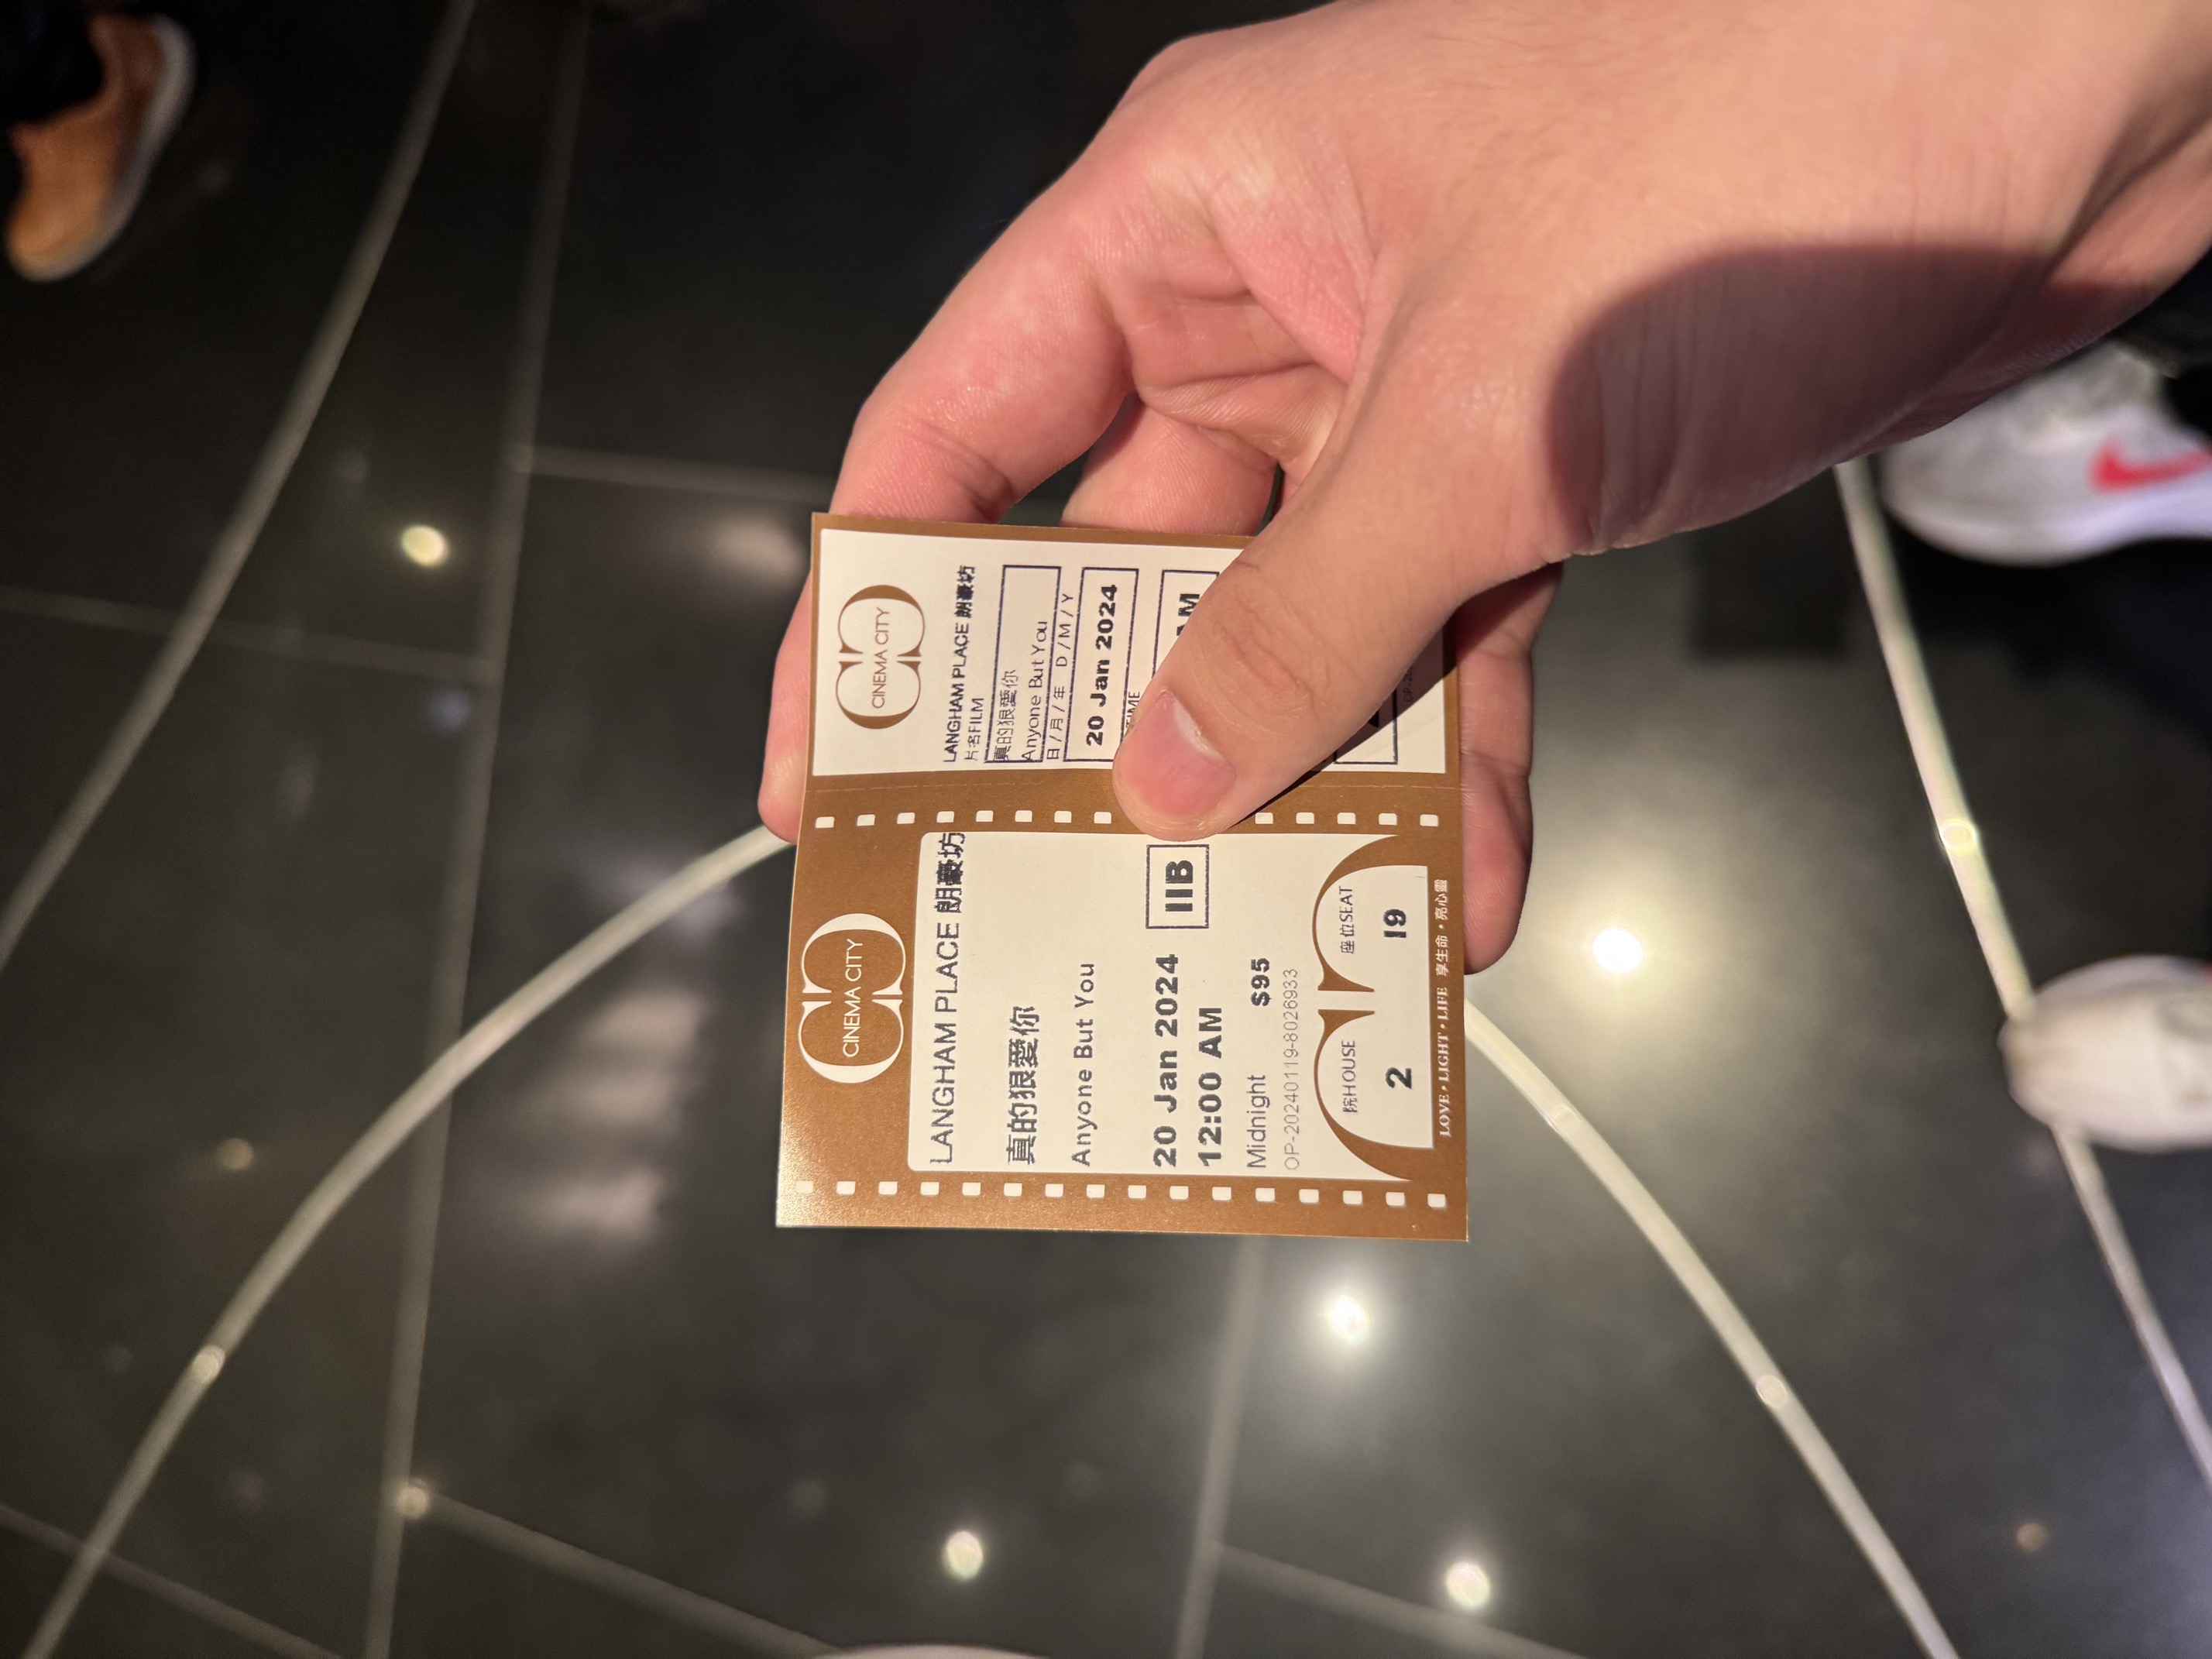 CINEMA CITY
LANGHAM PLACE 朗豪坊
真的狠愛你
Anyone But You
20 Jan 2024 IIB
12:00 AM
Midnight $95
OP-20240119-8026933
院HOUSE 座位SEAT
2 I9
LOVE • LIGHT • LIFE 享生命 • 亮心靈
CINEMA CITY
LANGHAM PLACE 朗豪坊
片名FILM
真的狠愛你
Anyone But You
日/月/年 D/M/Y
20 Jan 2024
TIME
AM